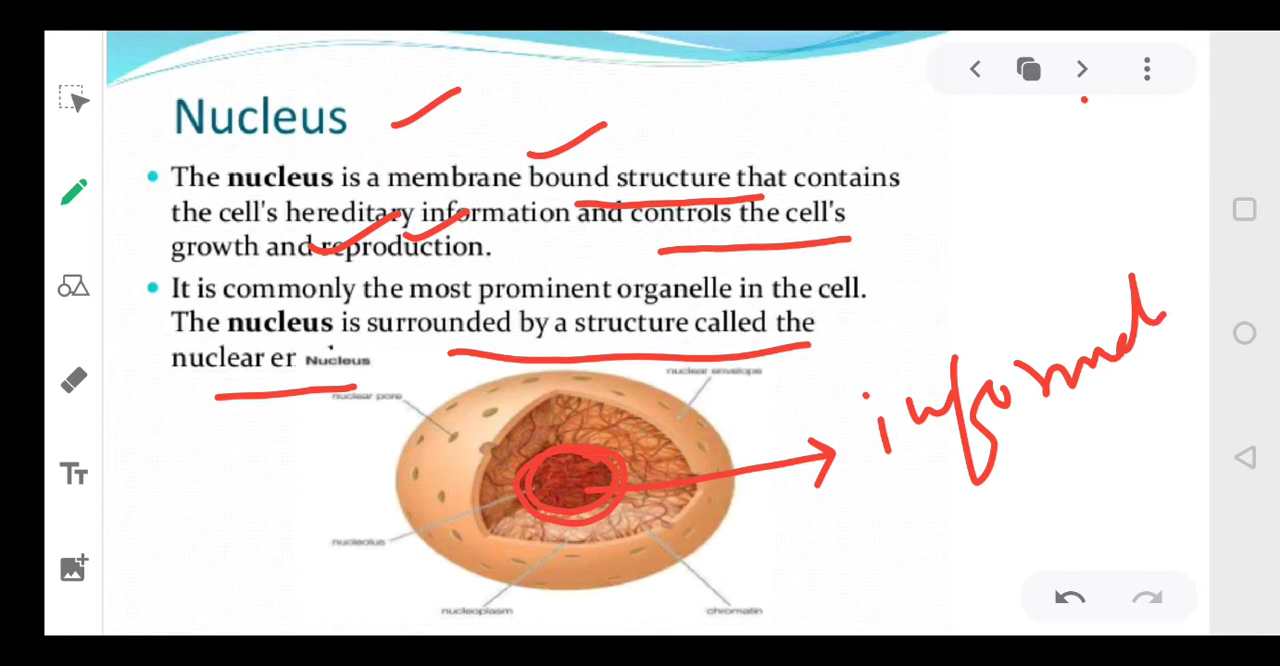 Nucleus
• The nucleus is a membrane bound structure that contains
the cell's hereditary information and controls the cell's
growth and reproduction.
• It is commonly the most prominent organelle in the cell.
The nucleus is surrounded by a structure called the
nuclear er
Nucleus
nuclear envelope
nuclear pore
informal
nucleolus
nucleoplasm
chromatin
TT